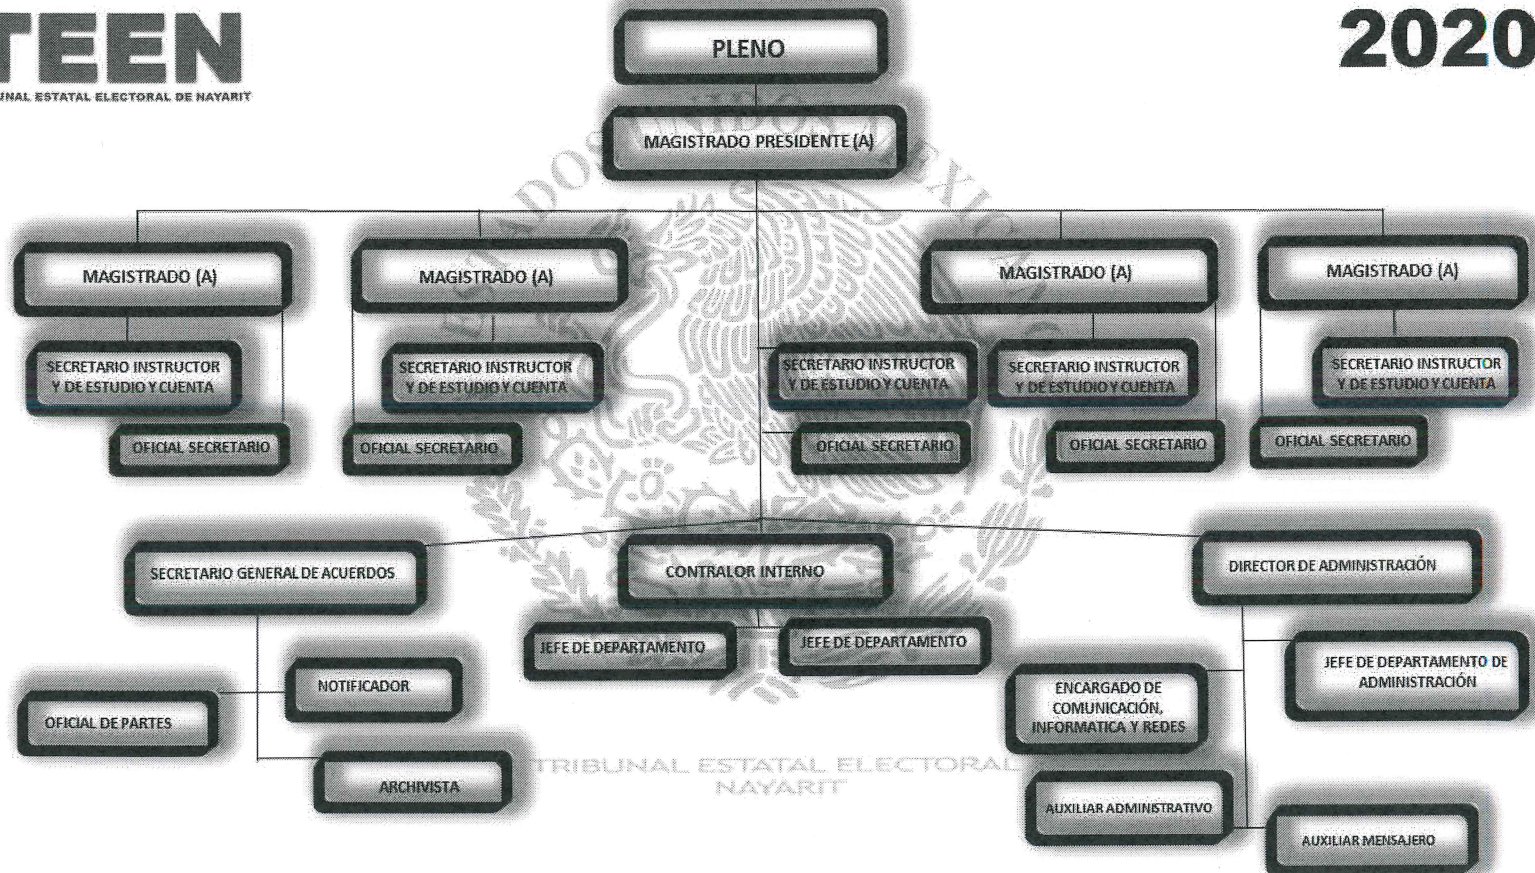 TEEN
2020
UNAL ESTATAL ELECTORAL DE NAYARIT
PLENO
ESTADOS UNIDOS MEXICANOS
MAGISTRADO PRESIDENTE (A)
MAGISTRADO (A)
MAGISTRADO (A)
MAGISTRADO (A)
MAGISTRADO (A)
SECRETARIO INSTRUCTOR
Y DE ESTUDIO Y CUENTA
SECRETARIO INSTRUCTOR
Y DE ESTUDIO Y CUENTA
SECRETARIO INSTRUCTOR
Y DE ESTUDIO Y CUENTA
SECRETARIO INSTRUCTOR
Y DE ESTUDIO Y CUENTA
SECRETARIO INSTRUCTOR
Y DE ESTUDIO Y CUENTA
OFICIAL SECRETARIO
OFICIAL SECRETARIO
OFICIAL SECRETARIO
OFICIAL SECRETARIO
OFICIAL SECRETARIO
SECRETARIO GENERAL DE ACUERDOS
CONTRALOR INTERNO
DIRECTOR DE ADMINISTRACIÓN
JEFE DE DEPARTAMENTO
JEFE DE DEPARTAMENTO
JEFE DE DEPARTAMENTO DE
ADMINISTRACIÓN
NOTIFICADOR
ENCARGADO DE
COMUNICACIÓN,
INFORMATICA Y REDES
OFICIAL DE PARTES
ARCHIVISTA
TRIBUNAL ESTATAL ELECTORAL
NAYARIT
AUXILIAR ADMINISTRATIVO
AUXILIAR MENSAJERO